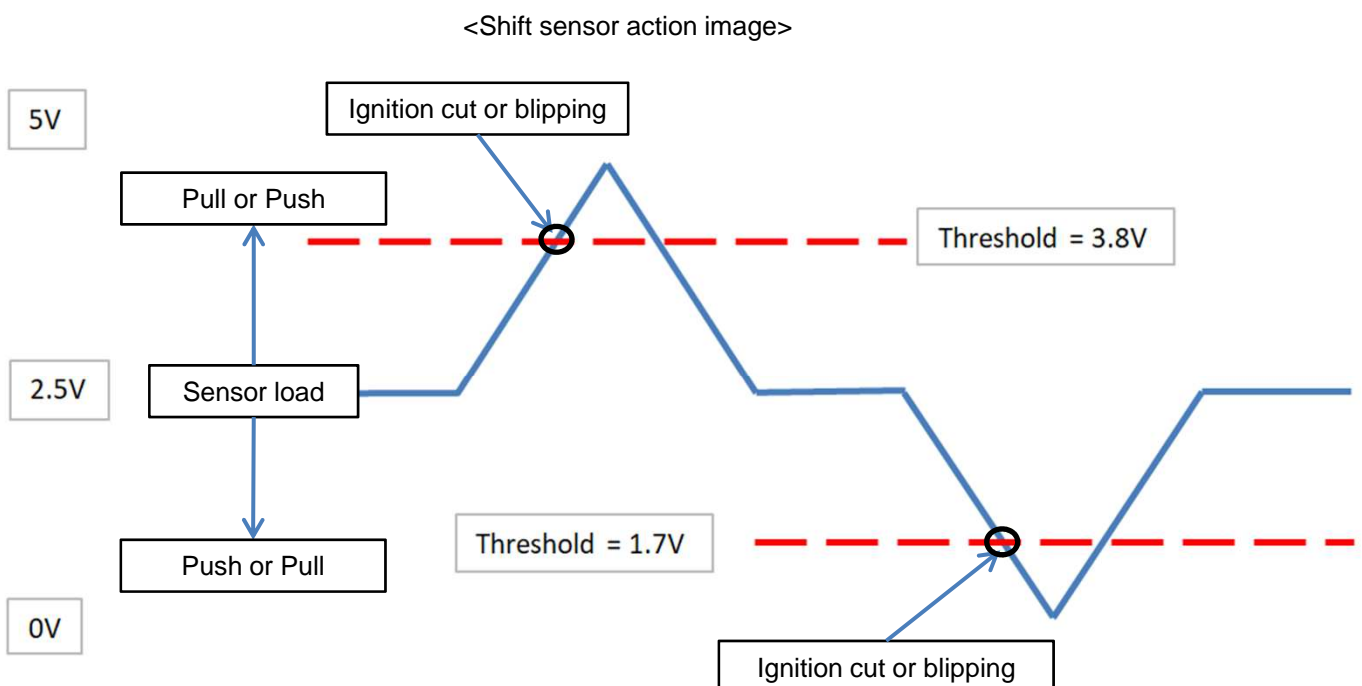 <Shift sensor action image>
Ignition cut or blipping
5V
Pull or Push
Threshold = 3.8V
2.5V
Sensor load
Threshold = 1.7V
Push or Pull
0V
Ignition cut or blipping